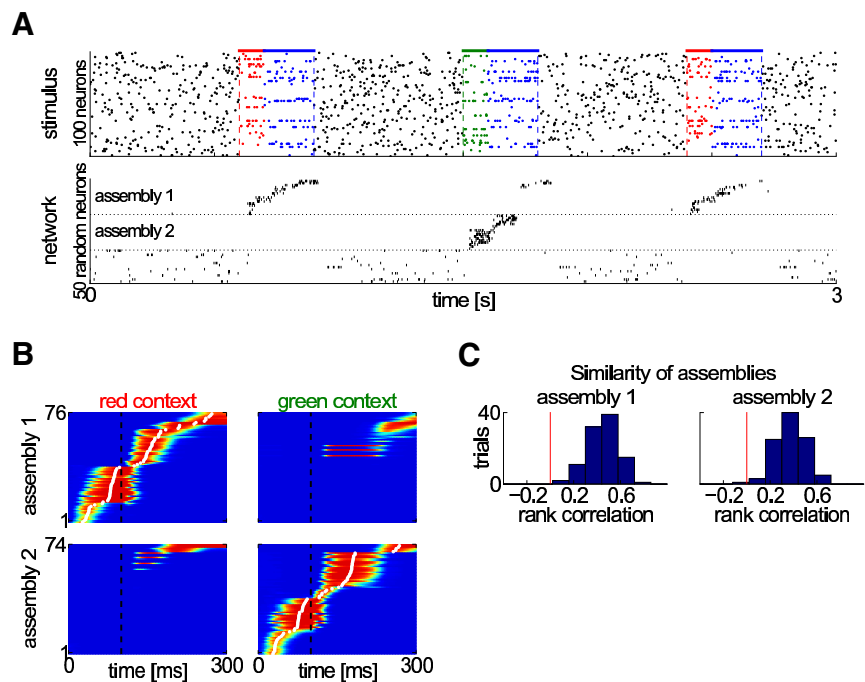 A
stimulus
100 neurons
network
50 random neurons
assembly 1
assembly 2
0
3
time [s]
B
red context
green context
76
assembly 1
1
74
assembly 2
1
0
time [ms]
300
0
time [ms]
300
C
Similarity of assemblies
assembly 1
assembly 2
trials
40
0
−0.2
0.2
0.6
rank correlation
−0.2
0.2
0.6
rank correlation